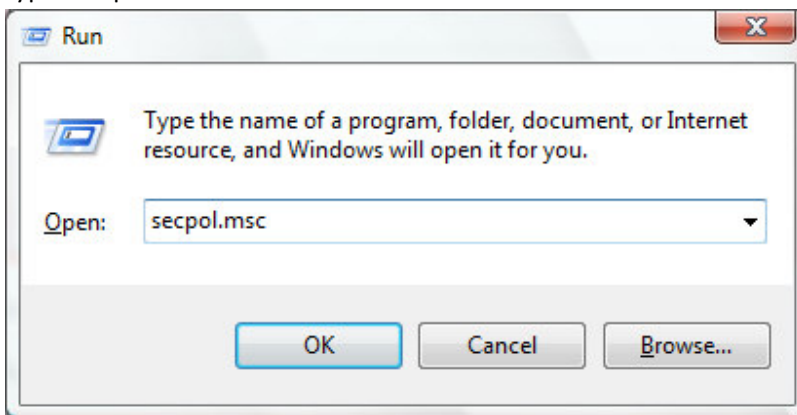 Run
Type the name of a program, folder, document, or Internet
resource, and Windows will open it for you.
Open: secpol.msc
OK Cancel Browse...